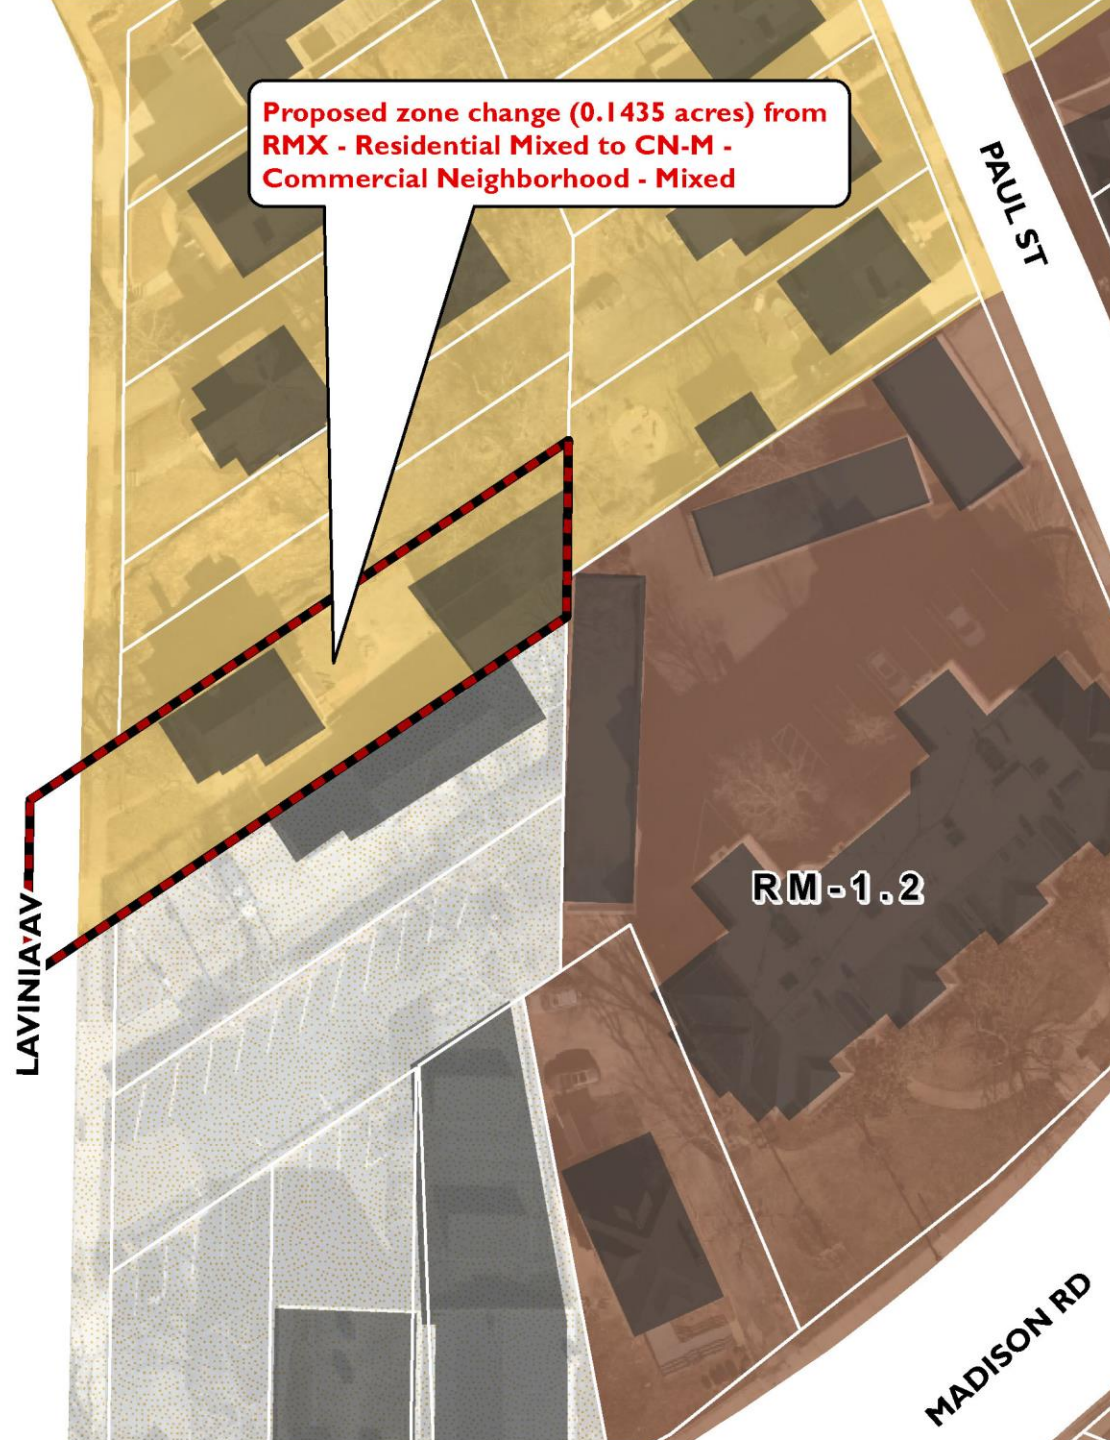 Proposed zone change (0.1435 acres) from
RMX - Residential Mixed to CN-M -
Commercial Neighborhood - Mixed
PAUL ST
RM-1.2
LAVINIA AV
MADISON RD